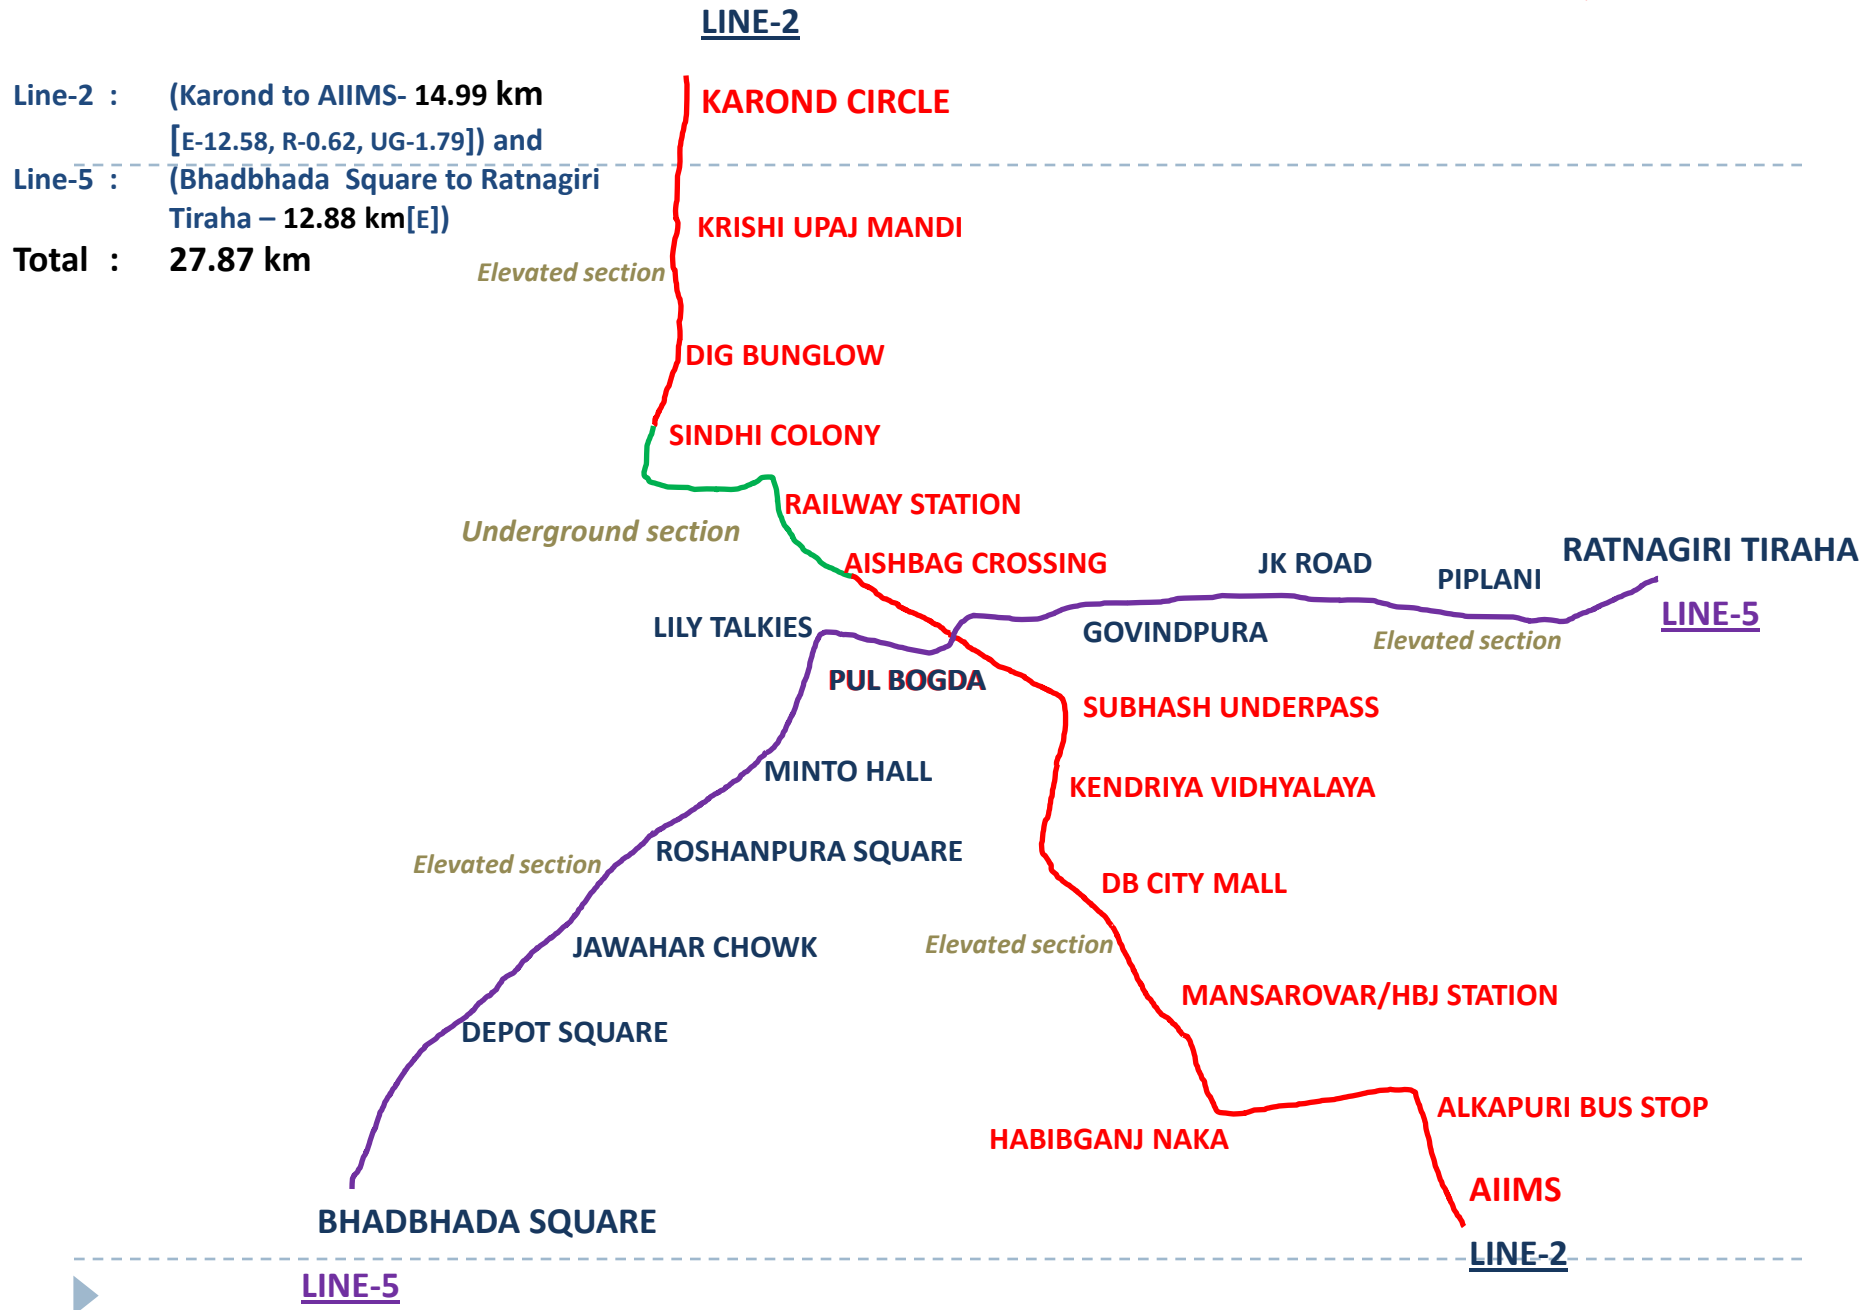 LINE-2
Line-2 : (Karond to AIIMS- 14.99 km
[E-12.58, R-0.62, UG-1.79]) and
Line-5 : (Bhadbhada Square to Ratnagiri
Tiraha – 12.88 km[E])
Total : 27.87 km
KAROND CIRCLE
KRISHI UPAJ MANDI
Elevated section
DIG BUNGLOW
SINDHI COLONY
RAILWAY STATION
Underground section
AISHBAG CROSSING
JK ROAD
PIPLANI
RATNAGIRI TIRAHA
LINE-5
LILY TALKIES
GOVINDPURA
Elevated section
PUL BOGDA
SUBHASH UNDERPASS
MINTO HALL
KENDRIYA VIDHYALAYA
ROSHANPURA SQUARE
Elevated section
DB CITY MALL
JAWAHAR CHOWK
Elevated section
MANSAROVAR/HBJ STATION
DEPOT SQUARE
ALKAPURI BUS STOP
HABIBGANJ NAKA
AIIMS
BHADBHADA SQUARE
LINE-2
LINE-5